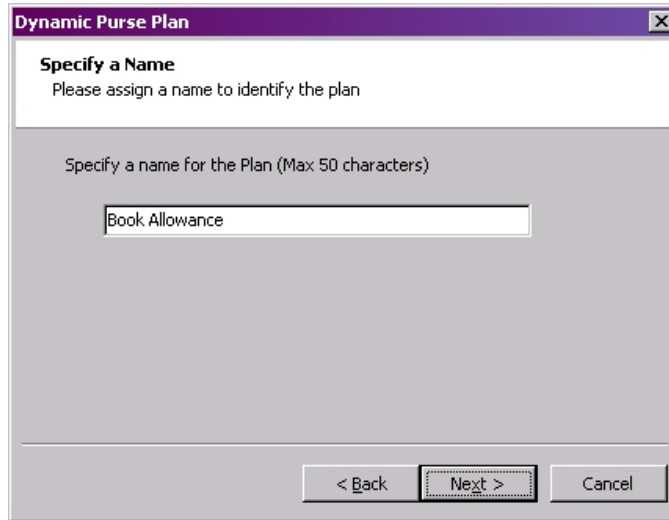 Dynamic Purse Plan
Specify a Name
Please assign a name to identify the plan
Specify a name for the Plan (Max 50 characters)
Book Allowance
< Back
Next >
Cancel